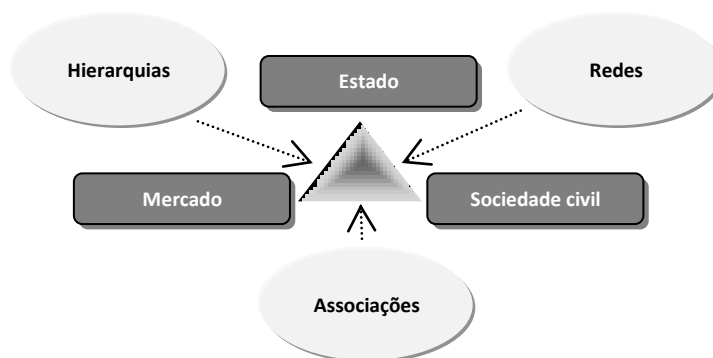 Hierarquias
Estado
Redes
Mercado
Sociedade civil
Associações